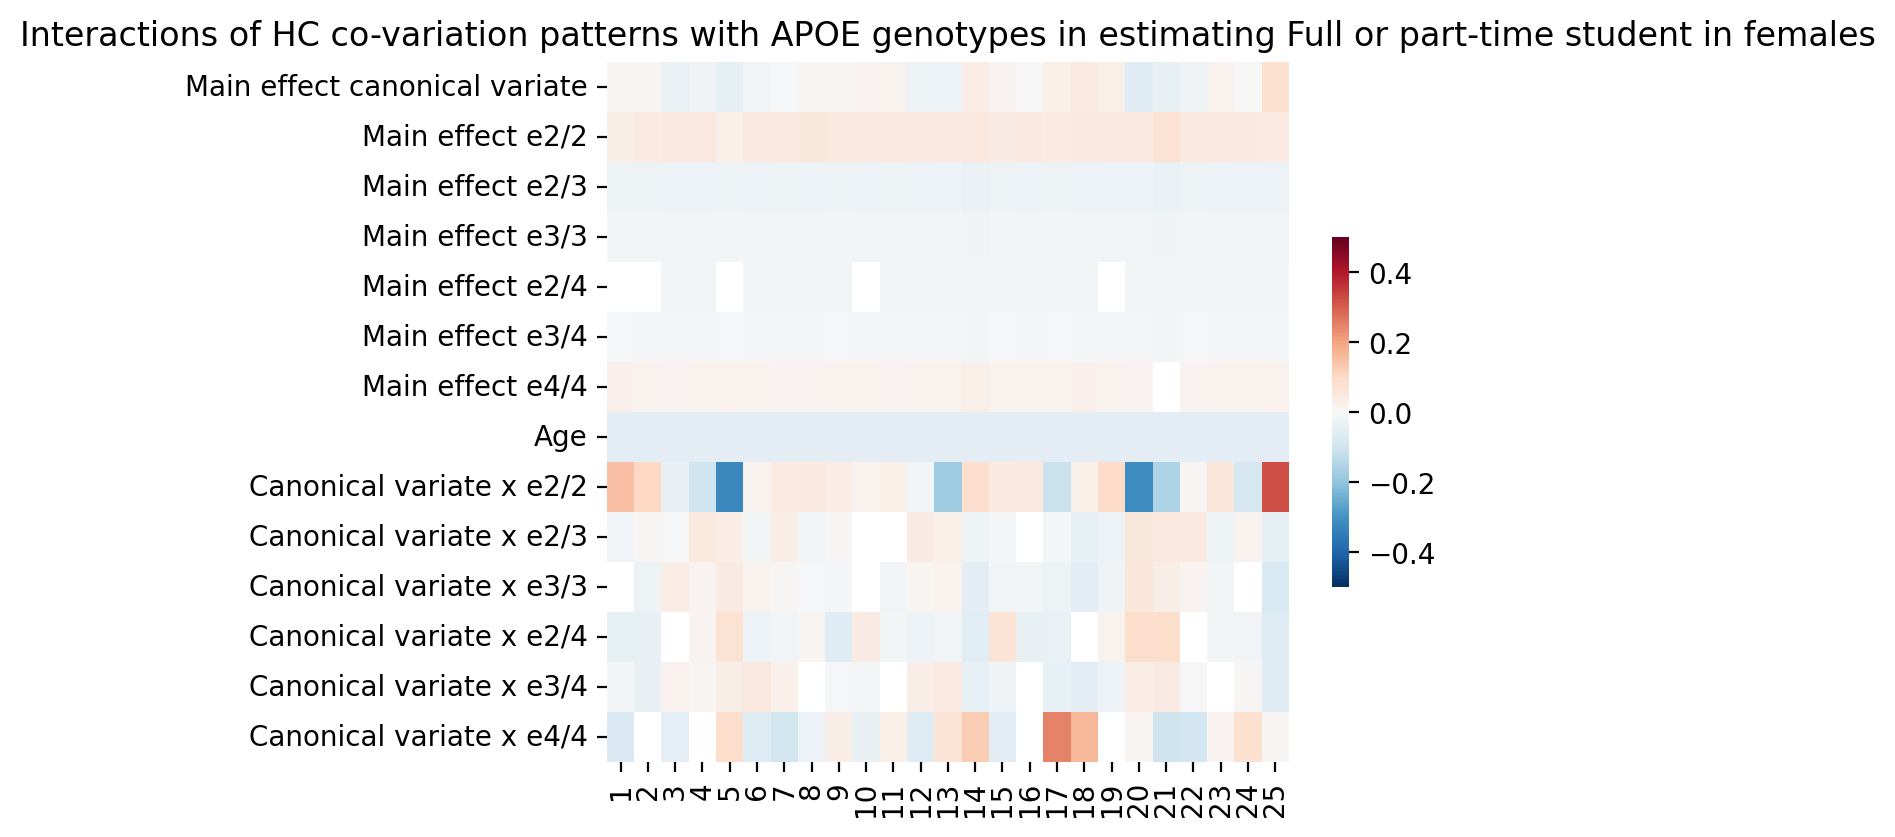 Interactions of HC co-variation patterns with APOE genotypes in estimating Full or part-time student in females
Main effect canonical variate
Main effect e2/2
Main effect e2/3
Main effect e3/3
Main effect e2/4
Main effect e3/4
Main effect e4/4
Age
Canonical variate x e2/2
Canonical variate x e2/3
Canonical variate x e3/3
Canonical variate x e2/4
Canonical variate x e3/4
Canonical variate x e4/4
1 2 3 4 5 6 7 8 9 10 11 12 13 14 15 16 17 18 19 20 21 22 23 24 25
0.4
0.2
0.0
−0.2
−0.4